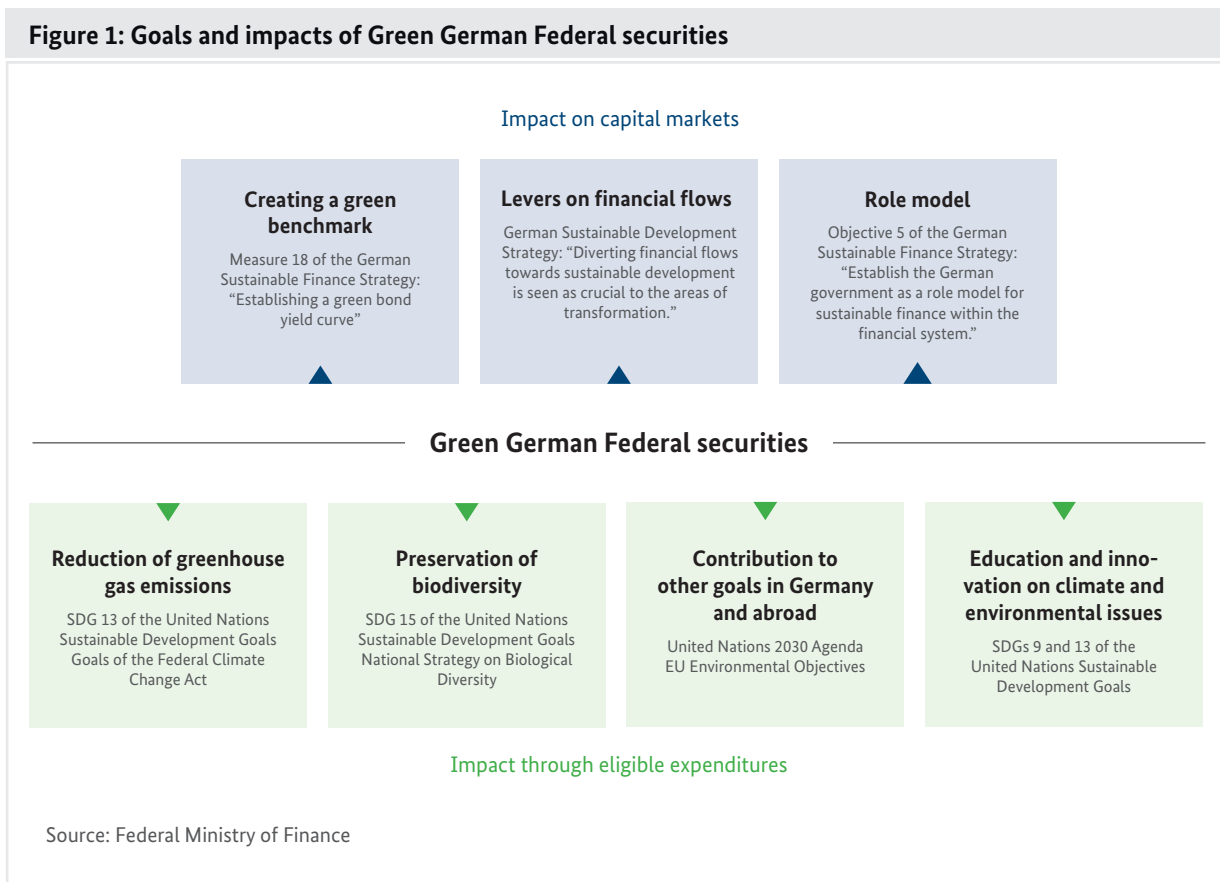 Figure 1: Goals and impacts of Green German Federal securities
Impact on capital markets
Creating a green
benchmark
Measure 18 of the German
Sustainable Finance Strategy:
“Establishing a green bond
yield curve”
Levers on financial flows
German Sustainable Development
Strategy: “Diverting financial flows
towards sustainable development
is seen as crucial to the areas of
transformation.”
Role model
Objective 5 of the German
Sustainable Finance Strategy:
“Establish the German
government as a role model for
sustainable finance within the
financial system.”
Green German Federal securities
Reduction of greenhouse
gas emissions
SDG 13 of the United Nations
Sustainable Development Goals
Goals of the Federal Climate
Change Act
Preservation of
biodiversity
SDG 15 of the United Nations
Sustainable Development Goals
National Strategy on Biological
Diversity
Contribution to
other goals in Germany
and abroad
United Nations 2030 Agenda
EU Environmental Objectives
Education and inno-
vation on climate and
environmental issues
SDGs 9 and 13 of the
United Nations Sustainable
Development Goals
Impact through eligible expenditures
Source: Federal Ministry of Finance